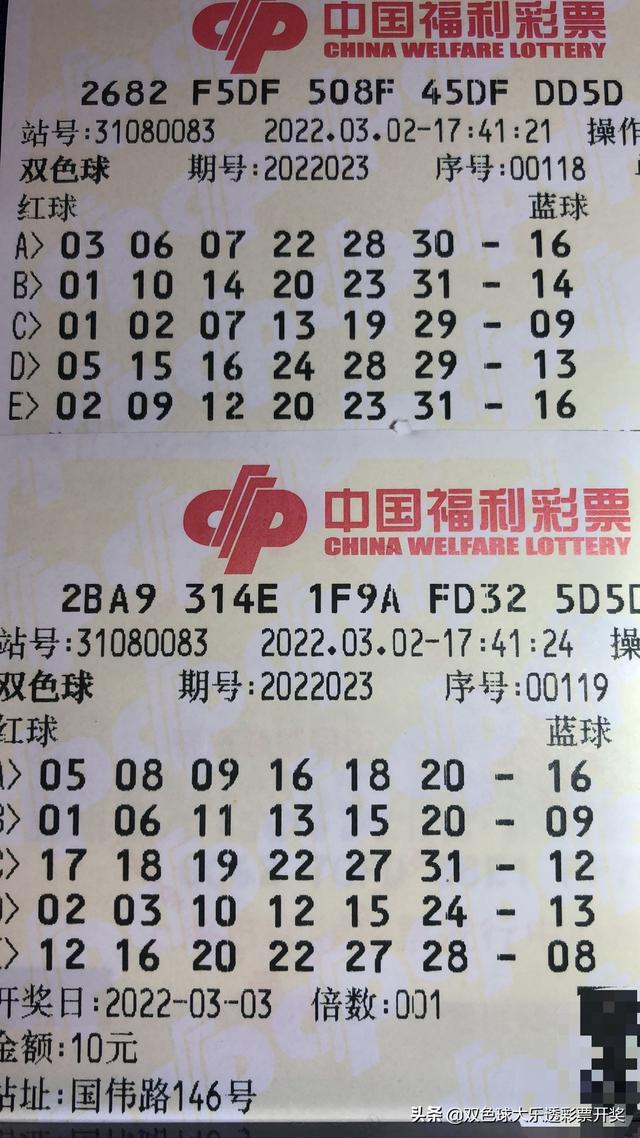 中国福利彩票
CHINA WELFARE LOTTERY
2682 F5DF 508F 45DF DD5D
站号:31080083 2022.03.02-17:41:21 操作
双色球 期号:2022023 序号:00118
红球 蓝球
A> 03 06 07 22 28 30 - 16
B> 01 10 14 20 23 31 - 14
C> 01 02 07 13 19 29 - 09
D> 05 15 16 24 28 29 - 13
E> 02 09 12 20 23 31 - 16
中国福利彩票
CHINA WELFARE LOTTERY
2BA9 314E 1F9A FD32 5D5D
站号:31080083 2022.03.02-17:41:24 操
双色球 期号:2022023 序号:00119
红球 蓝球
A> 05 08 09 16 18 20 - 16
B> 01 06 11 13 15 20 - 09
C> 17 18 19 22 27 31 - 12
D> 02 03 10 12 15 24 - 13
E> 12 16 20 22 27 28 - 08
开奖日:2022-03-03 倍数:001
金额:10元
站址:国伟路146号
头条 @双色球大乐透彩票开奖